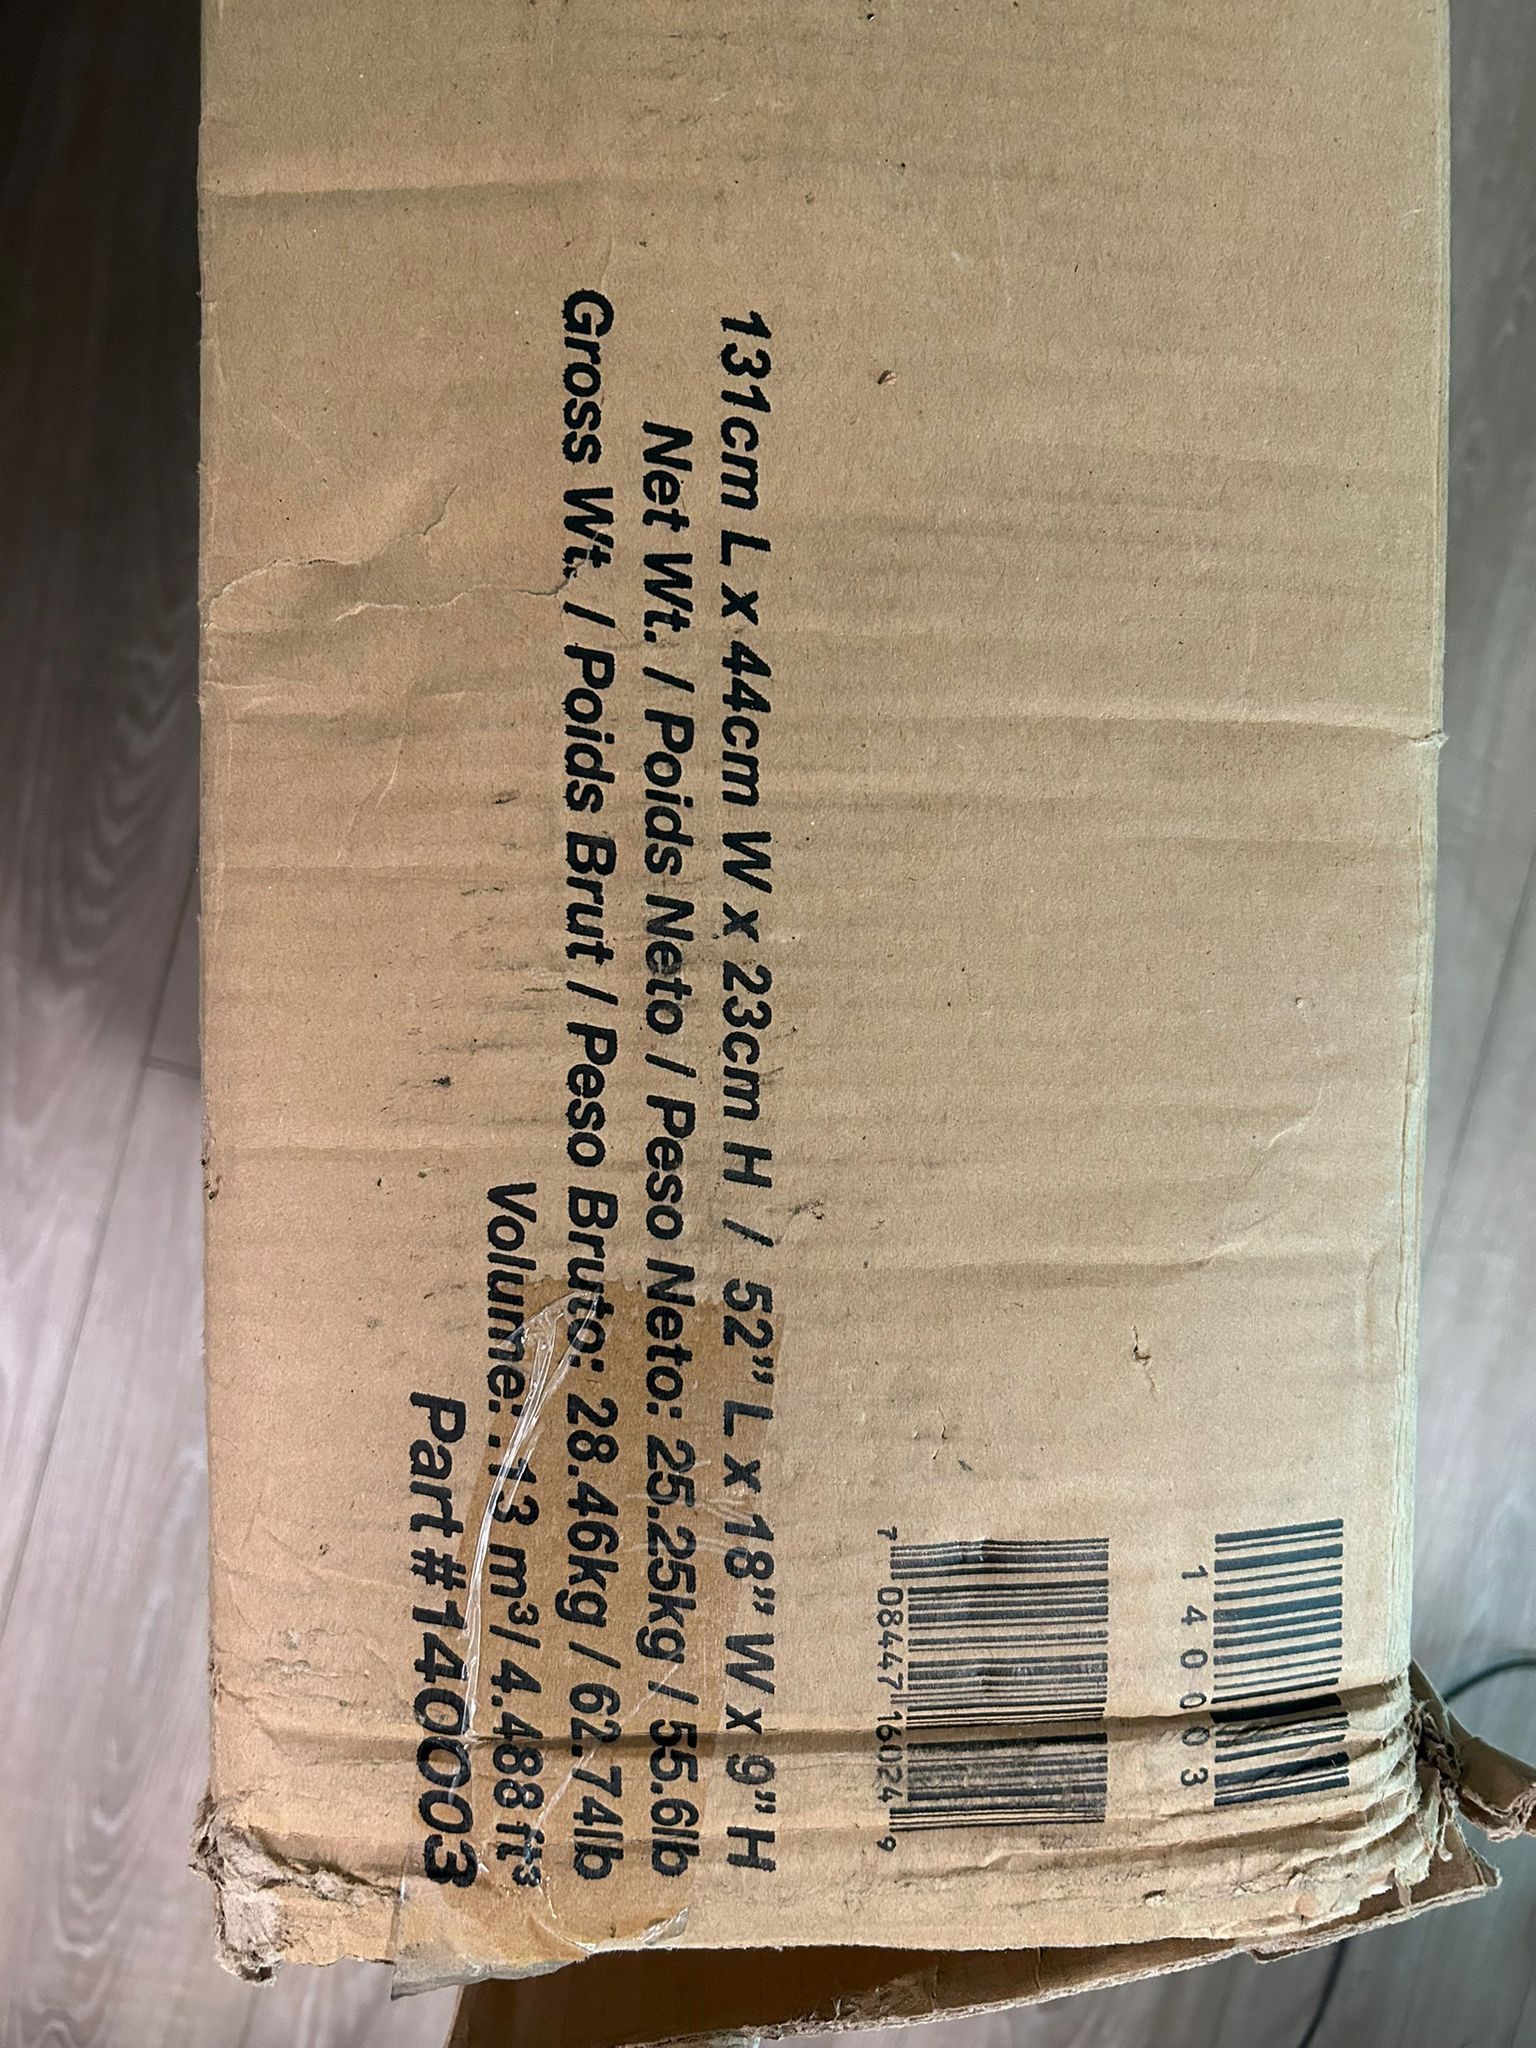 131cm L x 44cm W x 23cm H / 52" L x 18" W x 9" H
Net Wt. / Poids Neto / Peso Neto: 25.25kg / 55.6lb
Gross Wt. / Poids Brut / Peso Bruto: 28.46kg / 62.74lb
Volume: .13 m³/ 4.488 ft³
Part #140003
140003
7 08447 16024 9